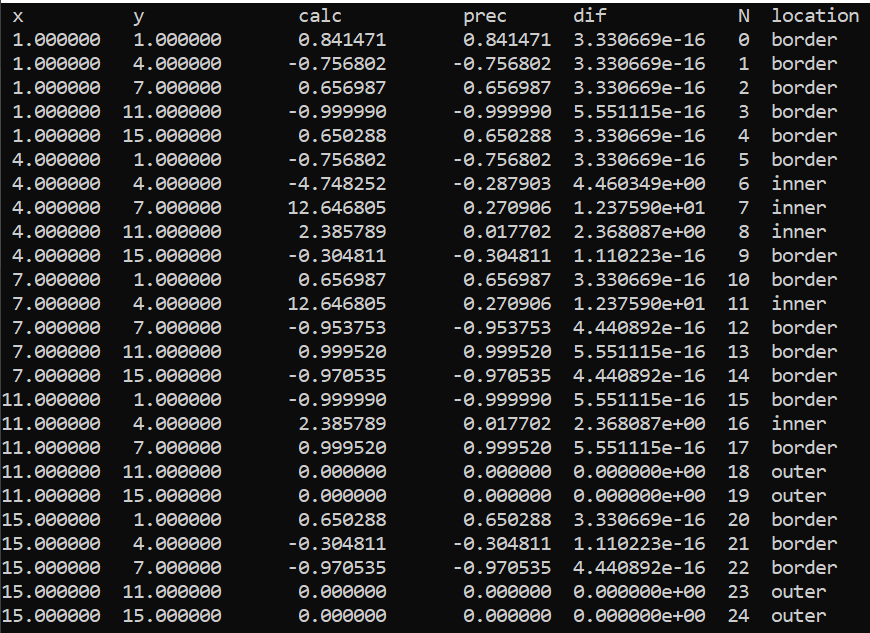 x y calc prec dif N location
1.000000 1.000000 0.841471 0.841471 3.330669e-16 0 border
1.000000 4.000000 -0.756802 -0.756802 3.330669e-16 1 border
1.000000 7.000000 0.656987 0.656987 3.330669e-16 2 border
1.000000 11.000000 -0.999990 -0.999990 5.551115e-16 3 border
1.000000 15.000000 0.650288 0.650288 3.330669e-16 4 border
4.000000 1.000000 -0.756802 -0.756802 3.330669e-16 5 border
4.000000 4.000000 -4.748252 -0.287903 4.460349e+00 6 inner
4.000000 7.000000 12.646805 0.270906 1.237590e+01 7 inner
4.000000 11.000000 2.385789 0.017702 2.368087e+00 8 inner
4.000000 15.000000 -0.304811 -0.304811 1.110223e-16 9 border
7.000000 1.000000 0.656987 0.656987 3.330669e-16 10 border
7.000000 4.000000 12.646805 0.270906 1.237590e+01 11 inner
7.000000 7.000000 -0.953753 -0.953753 4.440892e-16 12 border
7.000000 11.000000 0.999520 0.999520 5.551115e-16 13 border
7.000000 15.000000 -0.970535 -0.970535 4.440892e-16 14 border
11.000000 1.000000 -0.999990 -0.999990 5.551115e-16 15 border
11.000000 4.000000 2.385789 0.017702 2.368087e+00 16 inner
11.000000 7.000000 0.999520 0.999520 5.551115e-16 17 border
11.000000 11.000000 0.000000 0.000000 0.000000e+00 18 outer
11.000000 15.000000 0.000000 0.000000 0.000000e+00 19 outer
15.000000 1.000000 0.650288 0.650288 3.330669e-16 20 border
15.000000 4.000000 -0.304811 -0.304811 1.110223e-16 21 border
15.000000 7.000000 -0.970535 -0.970535 4.440892e-16 22 border
15.000000 11.000000 0.000000 0.000000 0.000000e+00 23 outer
15.000000 15.000000 0.000000 0.000000 0.000000e+00 24 outer